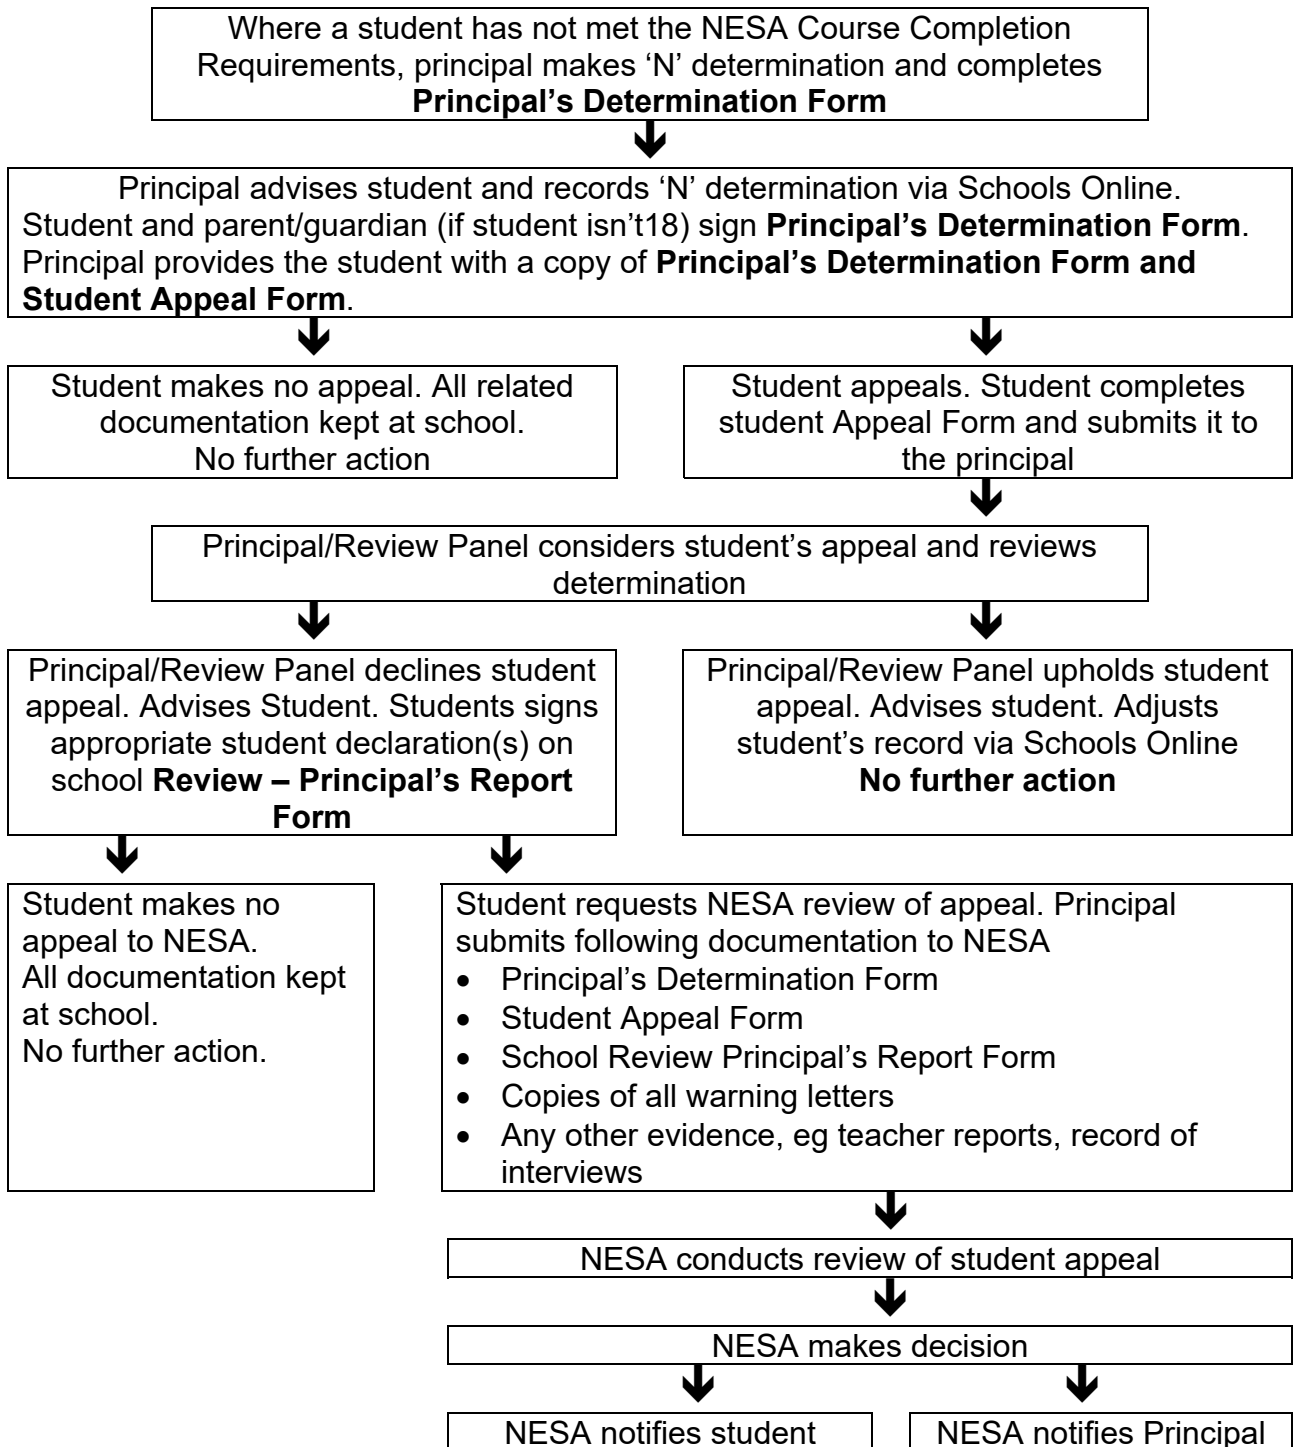 Where a student has not met the NESA Course Completion
Requirements, principal makes ‘N’ determination and completes
Principal’s Determination Form
Principal advises student and records ‘N’ determination via Schools Online.
Student and parent/guardian (if student isn’t18) sign Principal’s Determination Form.
Principal provides the student with a copy of Principal’s Determination Form and
Student Appeal Form.
Student makes no appeal. All related
documentation kept at school.
No further action
Student appeals. Student completes
student Appeal Form and submits it to
the principal
Principal/Review Panel considers student’s appeal and reviews
determination
Principal/Review Panel declines student
appeal. Advises Student. Students signs
appropriate student declaration(s) on
school Review – Principal’s Report
Form
Principal/Review Panel upholds student
appeal. Advises student. Adjusts
student’s record via Schools Online
No further action
Student makes no
appeal to NESA.
All documentation kept
at school.
No further action.
Student requests NESA review of appeal. Principal
submits following documentation to NESA
• Principal’s Determination Form
• Student Appeal Form
• School Review Principal’s Report Form
• Copies of all warning letters
• Any other evidence, eg teacher reports, record of
interviews
NESA conducts review of student appeal
NESA makes decision
NESA notifies student
NESA notifies Principal